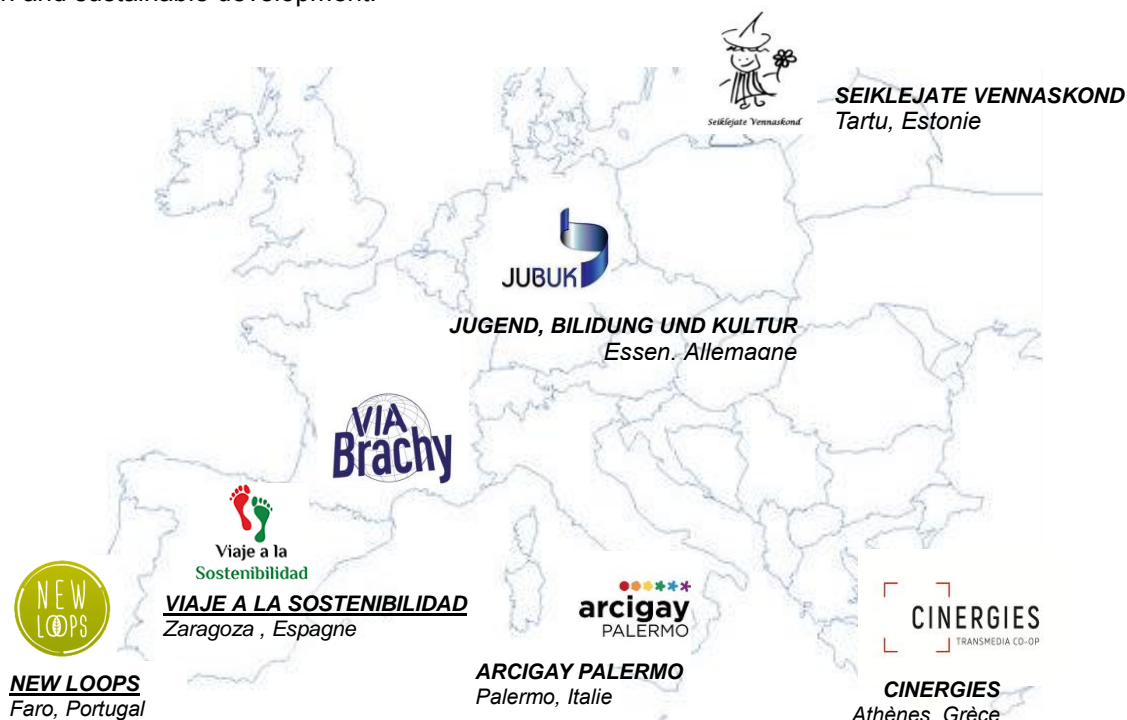 n and sustainable development.
Seiklejate Vennaskond
SEIKLEJATE VENNASKOND
Tartu, Estonie
JUBUK
JUGEND, BILIDUNG UND KULTUR
Essen, Allemagne
VIA
Brachy
Viaje a la
Sostenibilidad
VIAJE A LA SOSTENIBILIDAD
Zaragoza , Espagne
NEW
LOOPS
NEW LOOPS
Faro, Portugal
arcigay
PALERMO
ARCIGAY PALERMO
Palermo, Italie
CINERGIES
TRANSMEDIA CO-OP
CINERGIES
Athènes, Grèce